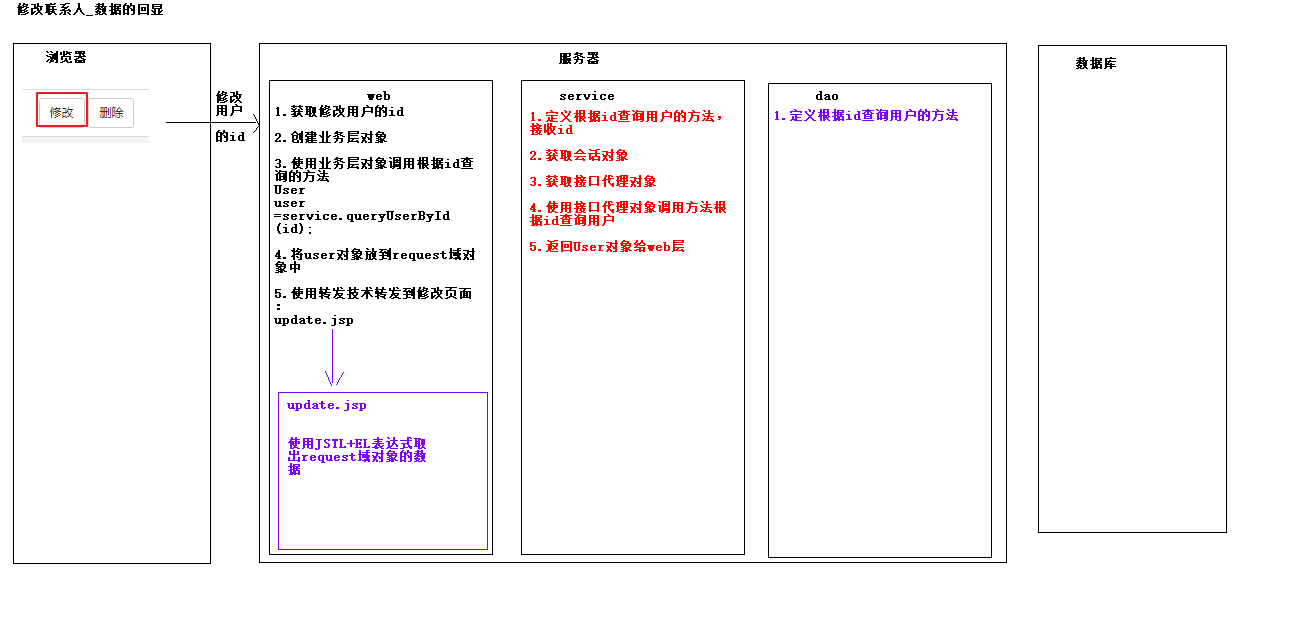 修改联系人_数据的回显
浏览器
修改
删除
修改
用户
的id
服务器
web
1.获取修改用户的id
2.创建业务层对象
3.使用业务层对象调用根据id查
询的方法
User
user
=service.queryUserById
(id);
4.将user对象放到request域对
象中
5.使用转发技术转发到修改页面
：
update.jsp
update.jsp
使用JSTL+EL表达式取
出request域对象的数
据
service
1.定义根据id查询用户的方法，
接收id
2.获取会话对象
3.获取接口代理对象
4.使用接口代理对象调用方法根
据id查询用户
5.返回User对象给web层
dao
1.定义根据id查询用户的方法
数据库